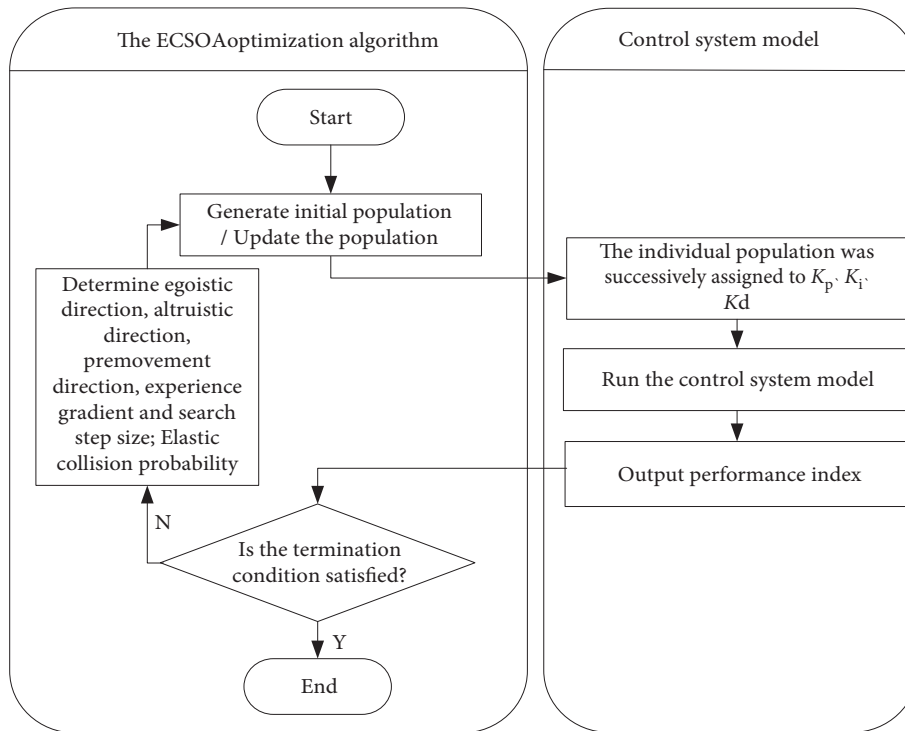 The ECSOAoptimization algorithm
Control system model
Start
Generate initial population
/ Update the population
The individual population was
successively assigned to Kp、 Ki、
Kd
Determine egoistic
direction, altruistic
direction,
premovement
direction, experience
gradient and search
step size; Elastic
collision probability
Run the control system model
Output performance index
N
Is the termination
condition satisfied?
Y
End